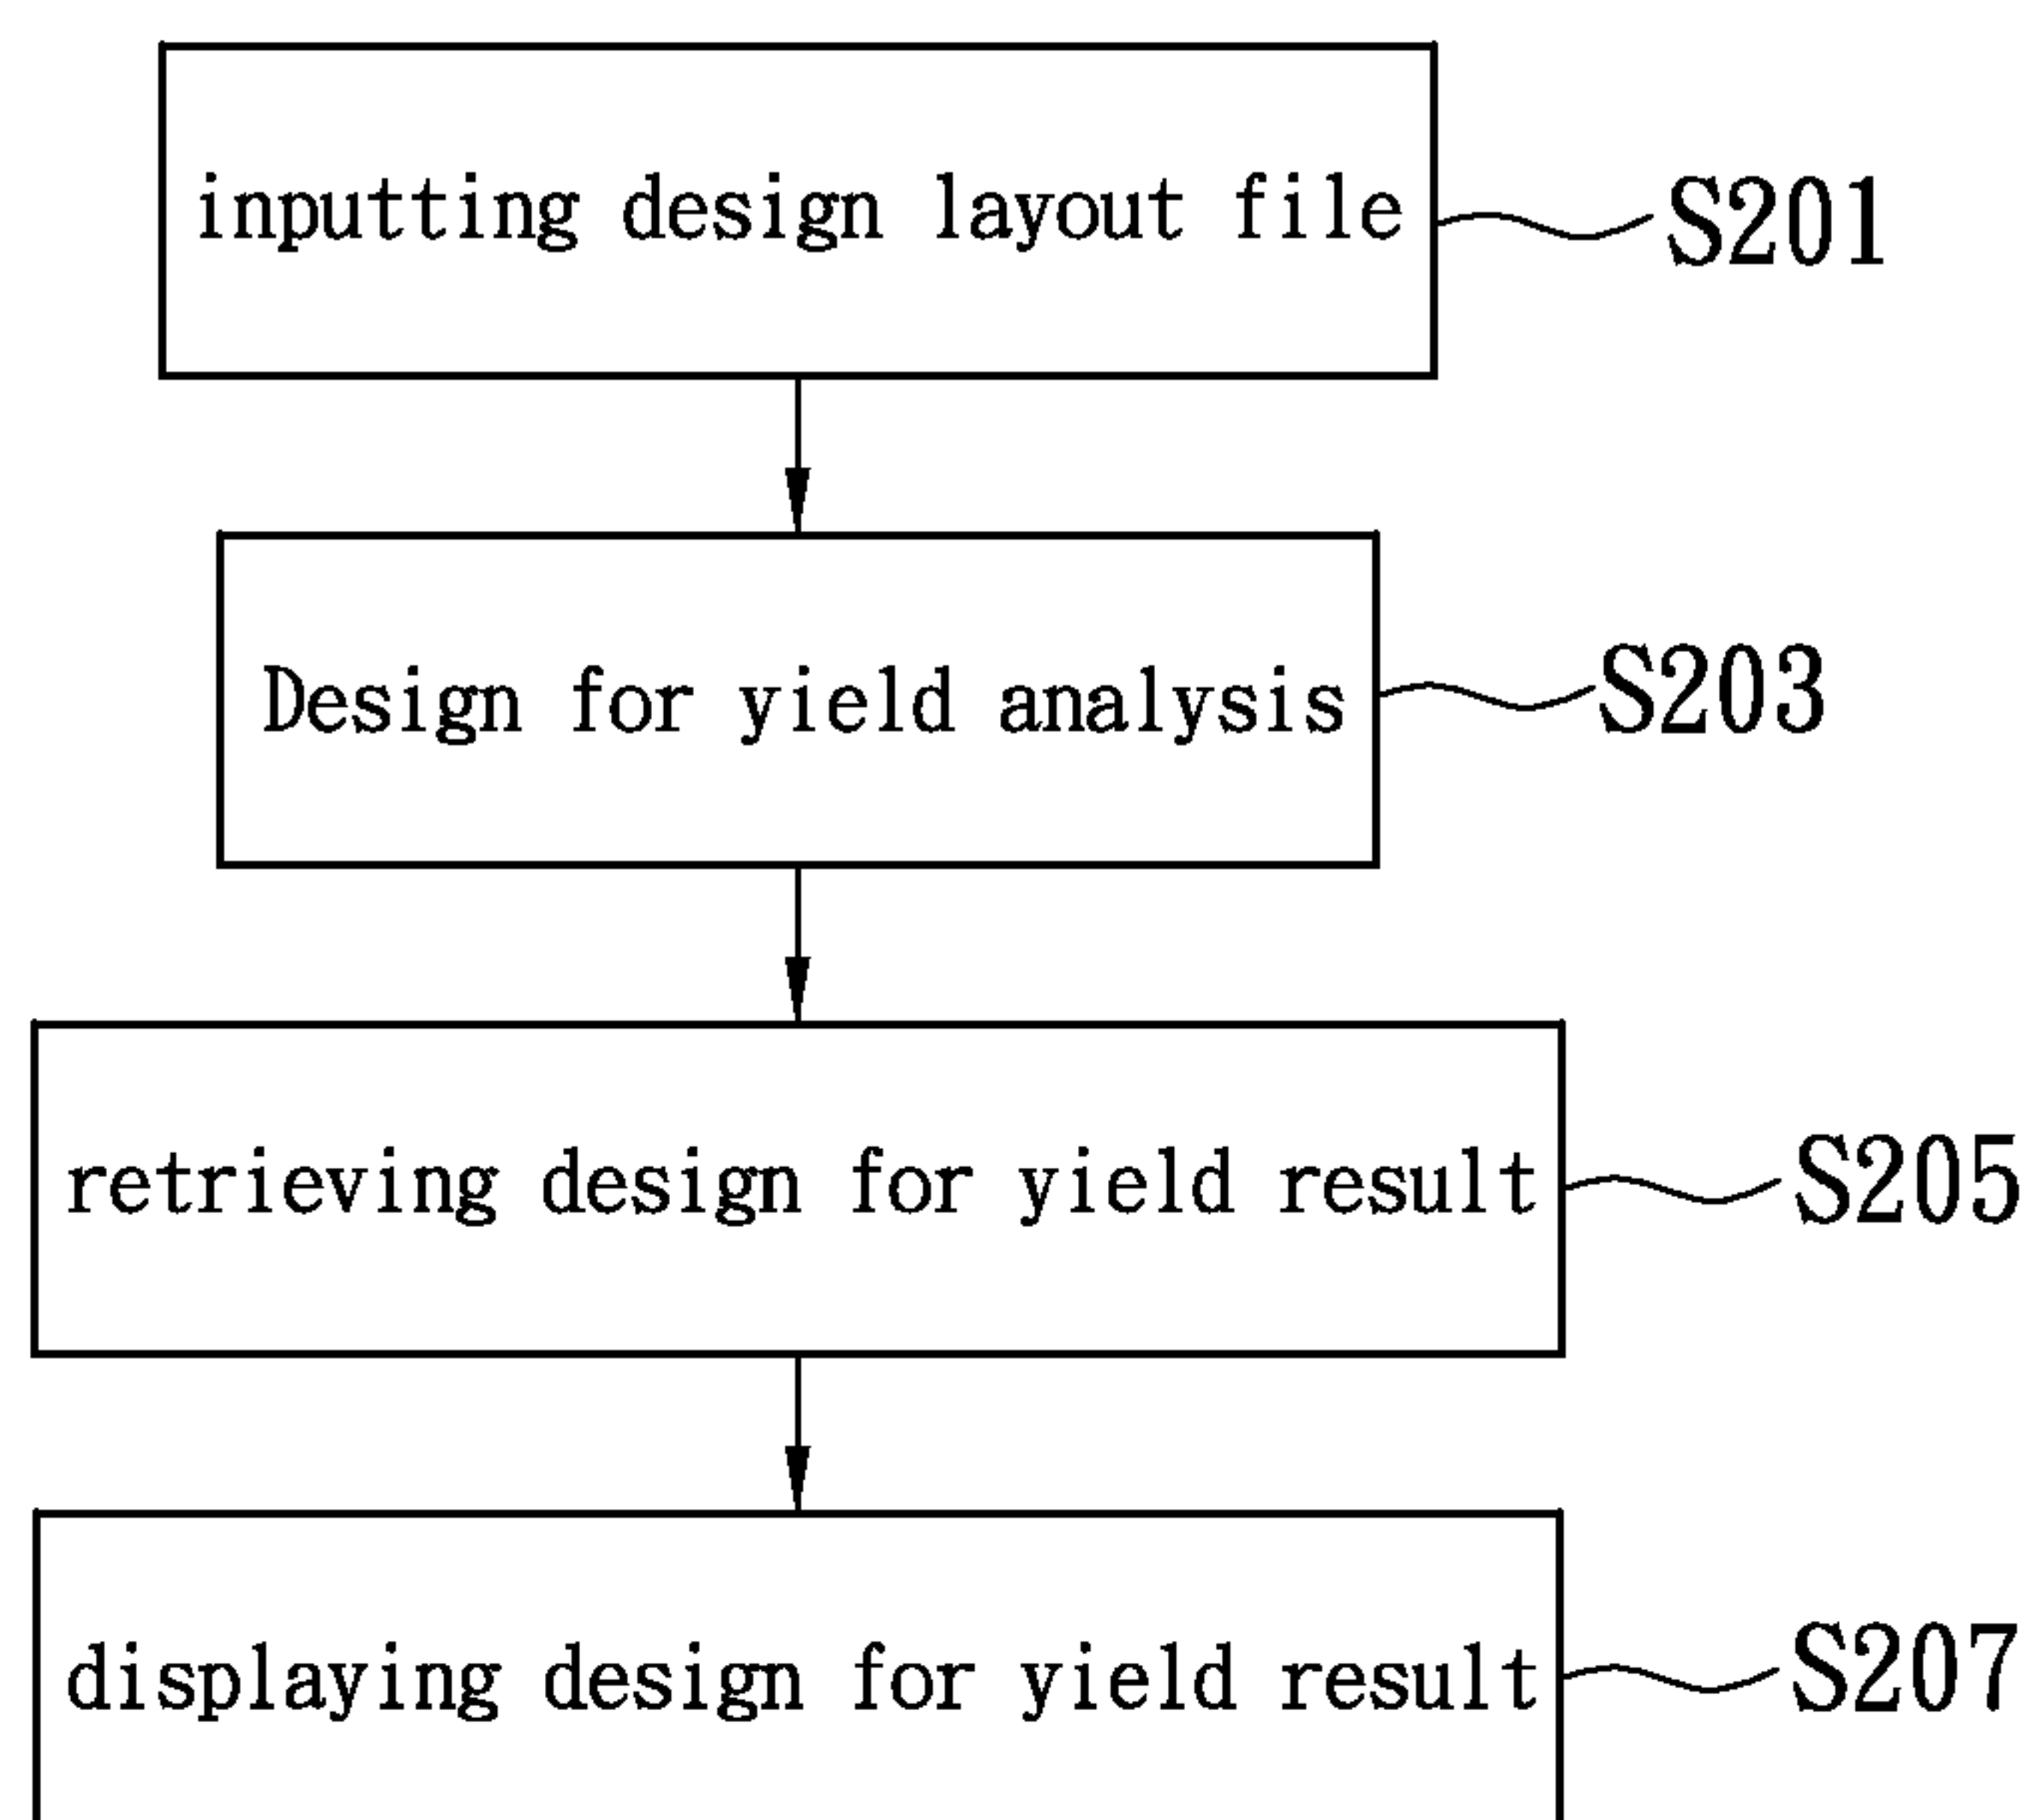 inputting design layout file
S201
Design for yield analysis
S203
retrieving design for yield result
S205
displaying design for yield result
S207